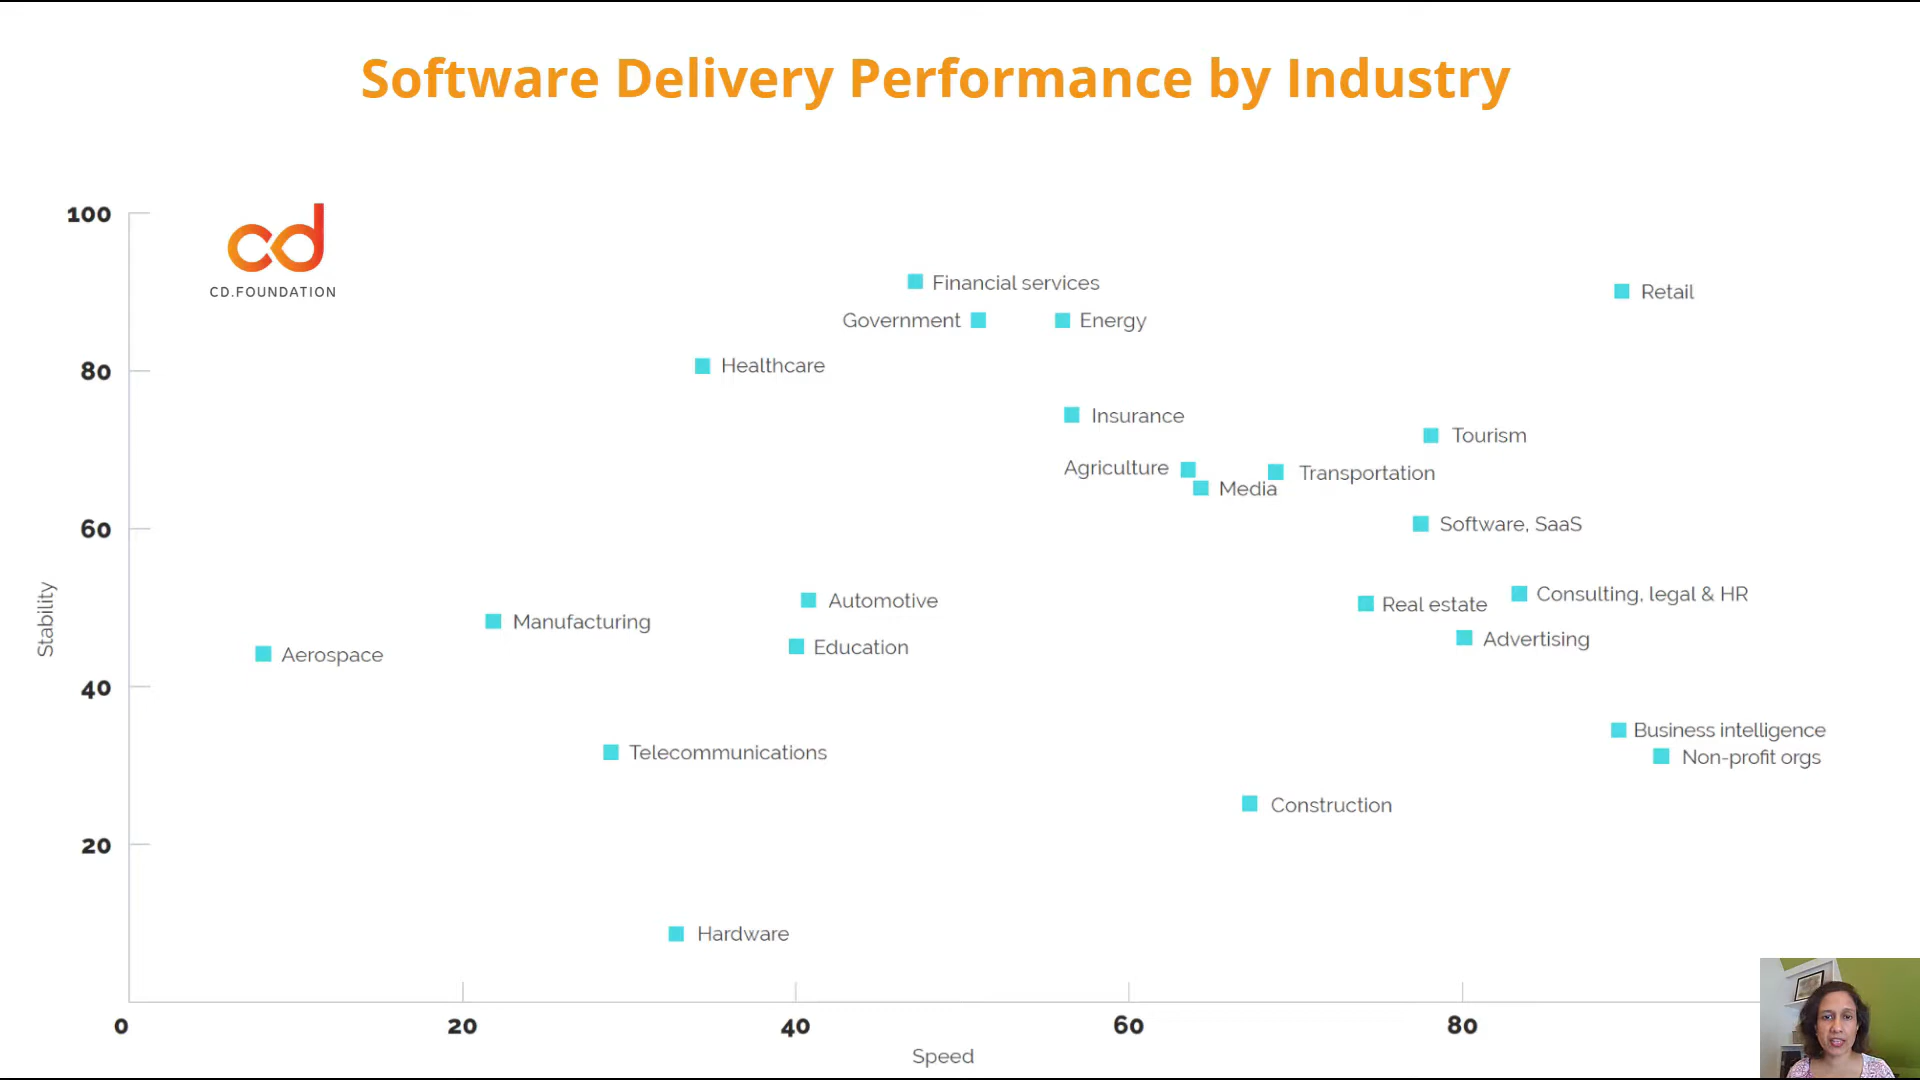 Software Delivery Performance by Industry
100
cd
CD.FOUNDATION
Financial services
Retail
Government
Energy
Healthcare
80
Insurance
Tourism
Agriculture
Transportation
Media
Software, SaaS
60
Stability
Consulting, legal & HR
Automotive
Real estate
Manufacturing
Advertising
Education
Aerospace
40
Business intelligence
Telecommunications
Non-profit orgs
Construction
20
Hardware
0
20
40
60
80
Speed